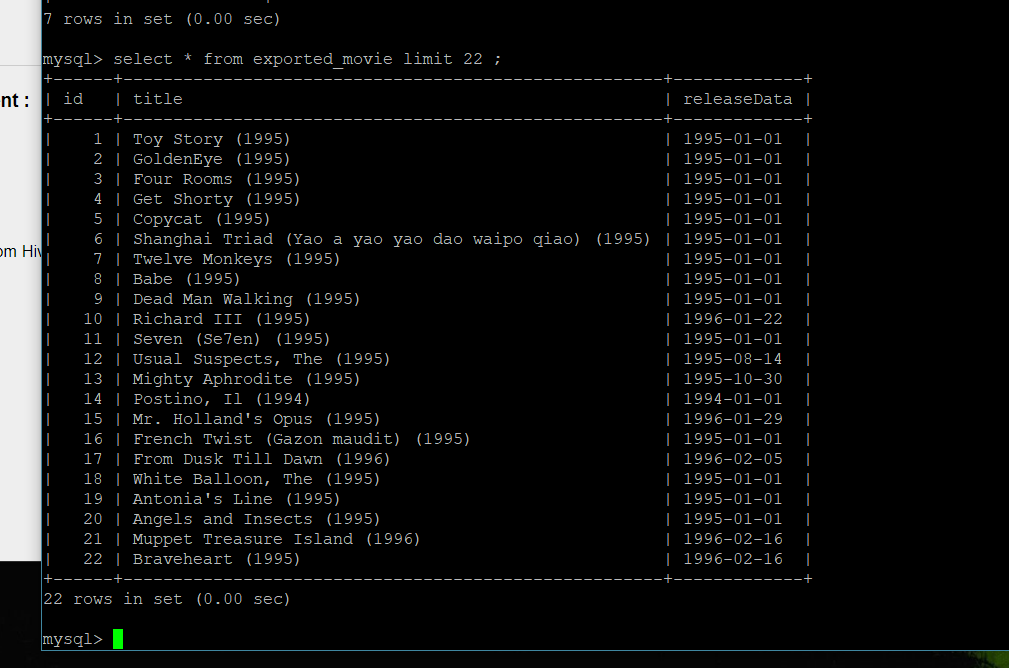 7 rows in set (0.00 sec)
mysql> select * from exported_movie limit 22 ;
+------+------------------------------------------------------+-------------+
| id   | title                                                | releaseData |
+------+------------------------------------------------------+-------------+
|    1 | Toy Story (1995)                                     | 1995-01-01  |
|    2 | GoldenEye (1995)                                     | 1995-01-01  |
|    3 | Four Rooms (1995)                                    | 1995-01-01  |
|    4 | Get Shorty (1995)                                    | 1995-01-01  |
|    5 | Copycat (1995)                                       | 1995-01-01  |
|    6 | Shanghai Triad (Yao a yao yao dao waipo qiao) (1995) | 1995-01-01  |
|    7 | Twelve Monkeys (1995)                                | 1995-01-01  |
|    8 | Babe (1995)                                          | 1995-01-01  |
|    9 | Dead Man Walking (1995)                              | 1995-01-01  |
|   10 | Richard III (1995)                                   | 1996-01-22  |
|   11 | Seven (Se7en) (1995)                                 | 1995-01-01  |
|   12 | Usual Suspects, The (1995)                           | 1995-08-14  |
|   13 | Mighty Aphrodite (1995)                              | 1995-10-30  |
|   14 | Postino, Il (1994)                                   | 1994-01-01  |
|   15 | Mr. Holland's Opus (1995)                            | 1996-01-29  |
|   16 | French Twist (Gazon maudit) (1995)                   | 1995-01-01  |
|   17 | From Dusk Till Dawn (1996)                           | 1996-02-05  |
|   18 | White Balloon, The (1995)                            | 1995-01-01  |
|   19 | Antonia's Line (1995)                                | 1995-01-01  |
|   20 | Angels and Insects (1995)                            | 1995-01-01  |
|   21 | Muppet Treasure Island (1996)                        | 1996-02-16  |
|   22 | Braveheart (1995)                                    | 1996-02-16  |
+------+------------------------------------------------------+-------------+
22 rows in set (0.00 sec)
mysql>
nt :